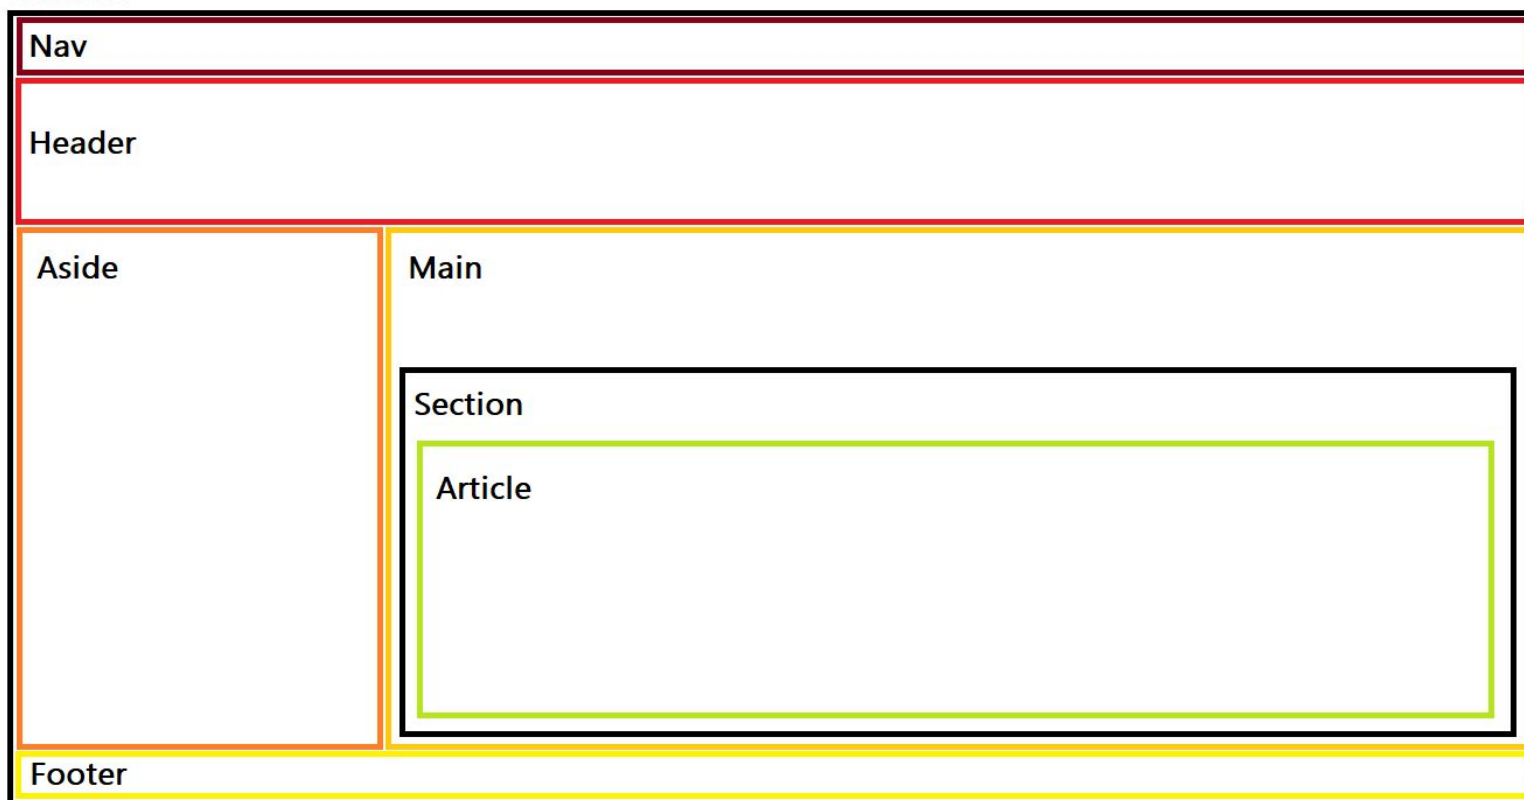 Nav
Header
Aside
Main
Section
Article
Footer